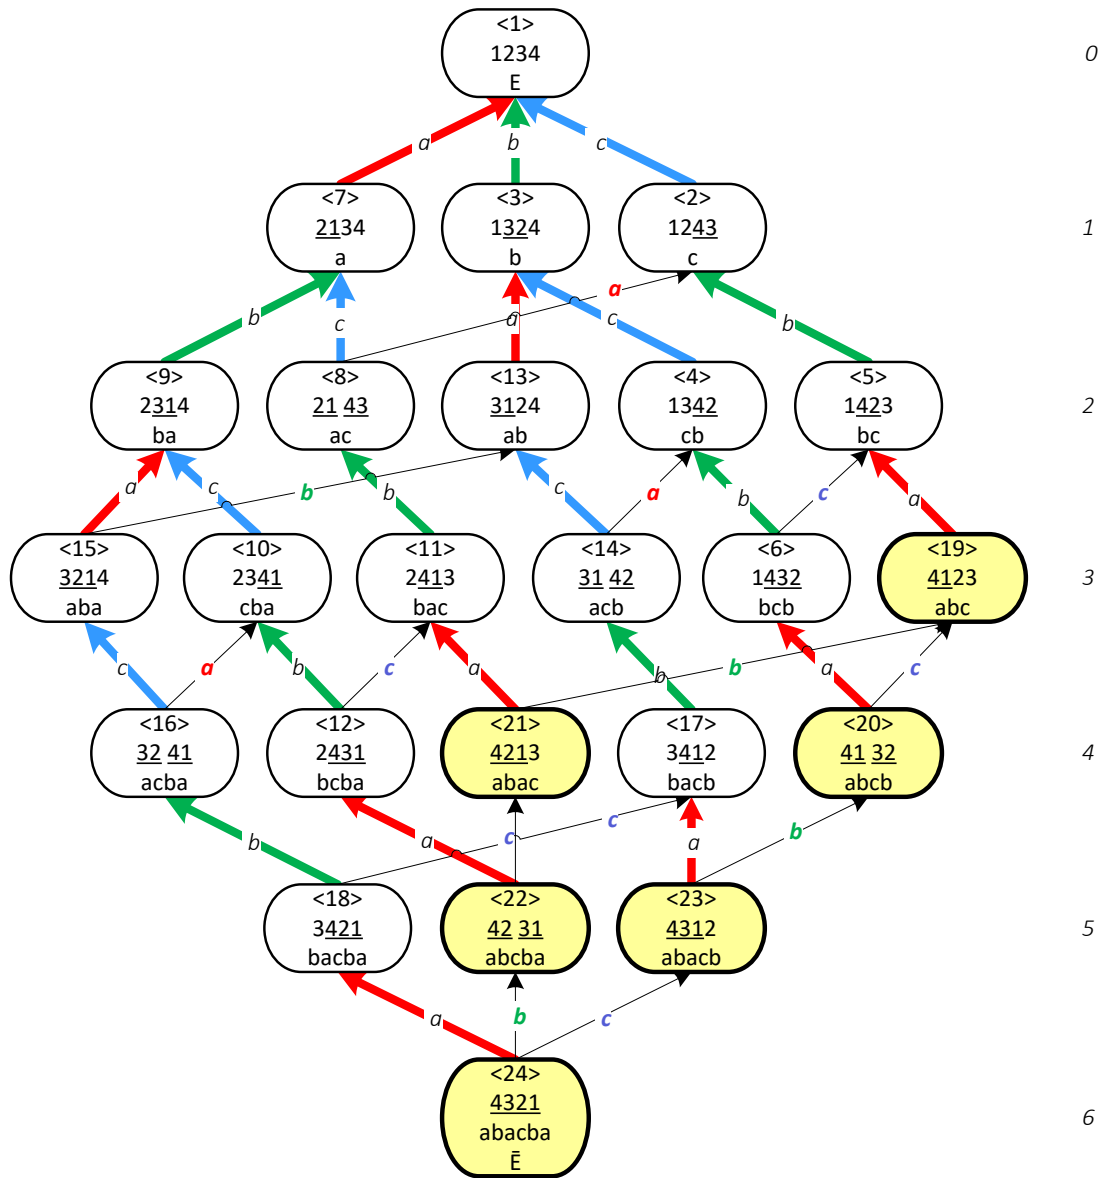 <1>
1234
E
0
a
b
c
<7>
2134
a
<3>
1324
b
<2>
1243
c
1
b
c
a
a
c
b
<9>
2314
ba
<8>
21 43
ac
<13>
3124
ab
<4>
1342
cb
<5>
1423
bc
2
a
c
b
b
c
a
b
c
a
<15>
3214
aba
<10>
2341
cba
<11>
2413
bac
<14>
31 42
acb
<6>
1432
bcb
<19>
4123
abc
3
c
a
b
c
a
b
b
a
c
<16>
32 41
acba
<12>
2431
bcba
<21>
4213
abac
<17>
3412
bacb
<20>
41 32
abcb
4
b
a
c
c
a
b
<18>
3421
bacba
<22>
42 31
abcba
<23>
4312
abacb
5
a
b
c
<24>
4321
abacba
Ē
6